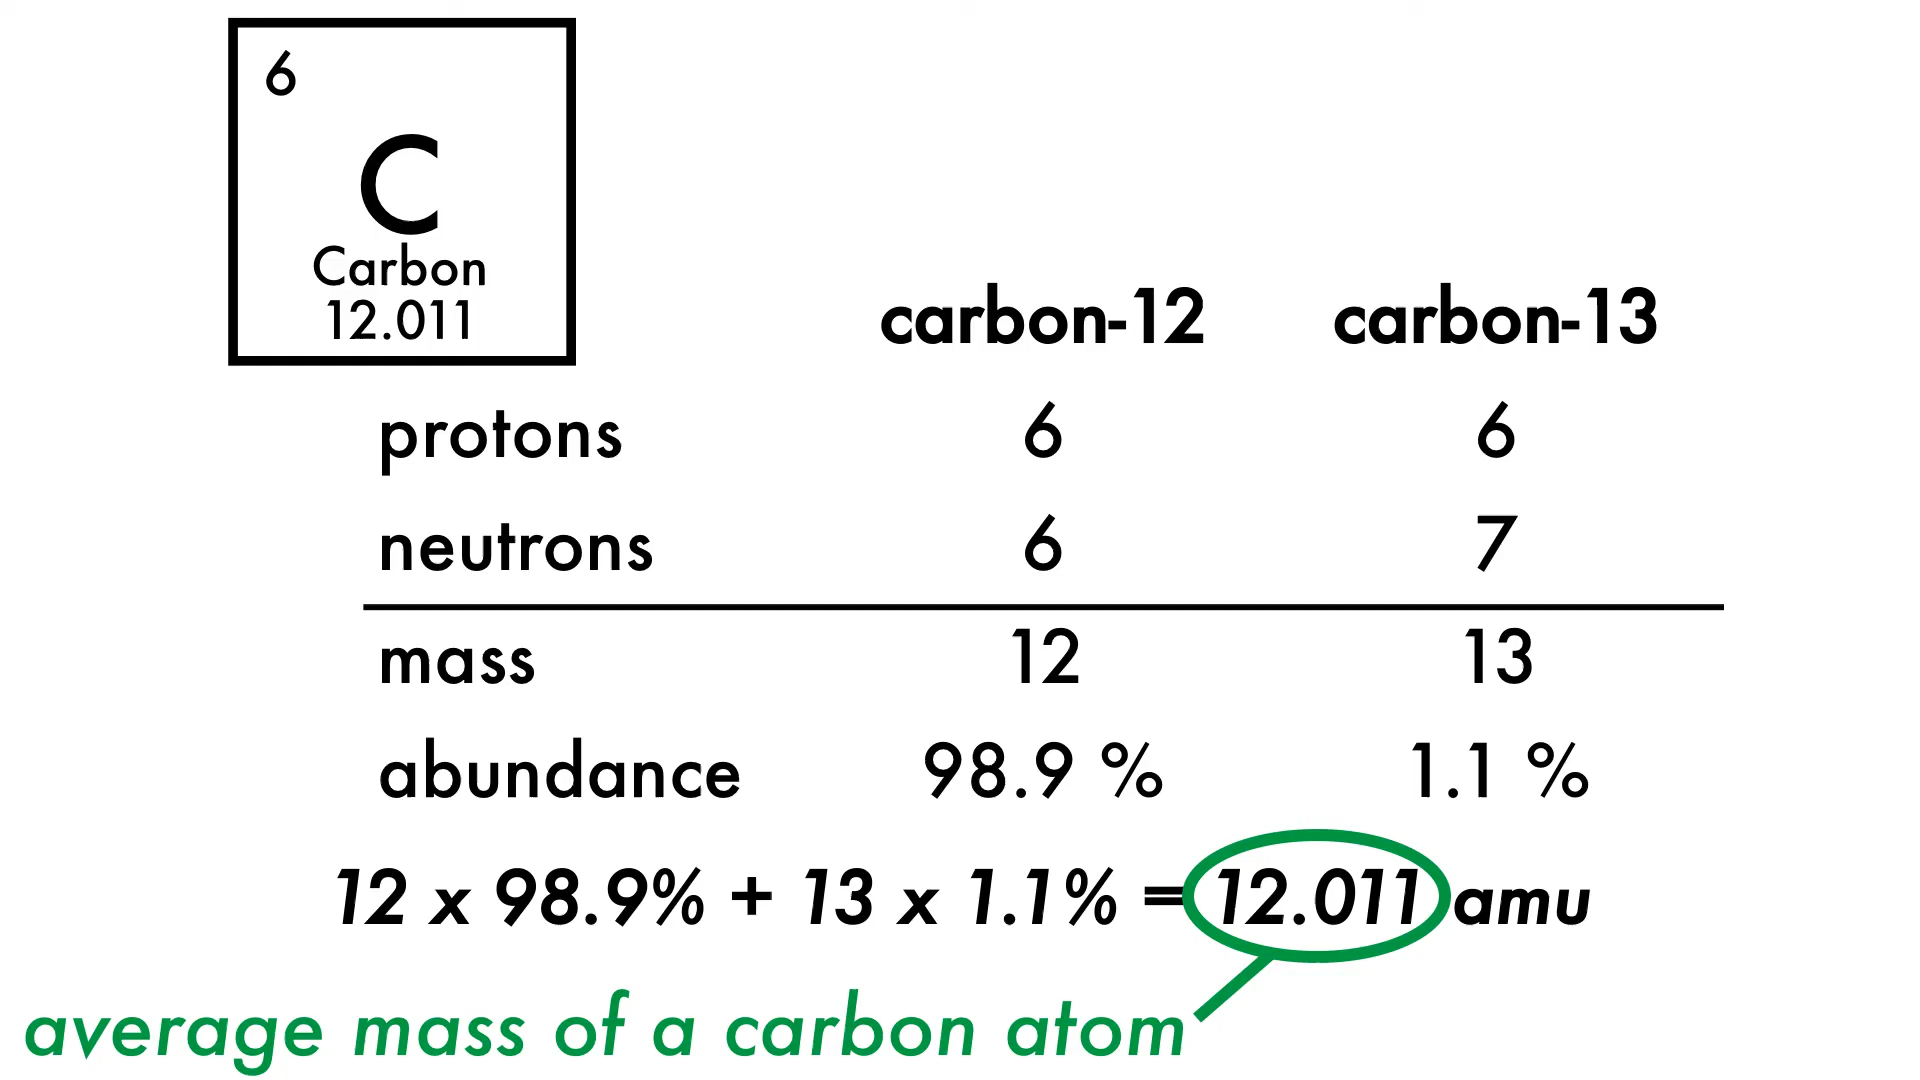 6
C
Carbon
12.011
carbon-12 carbon-13
protons 6 6
neutrons 6 7
mass 12 13
abundance 98.9 % 1.1 %
12 x 98.9% + 13 x 1.1% = 12.011 amu
average mass of a carbon atom